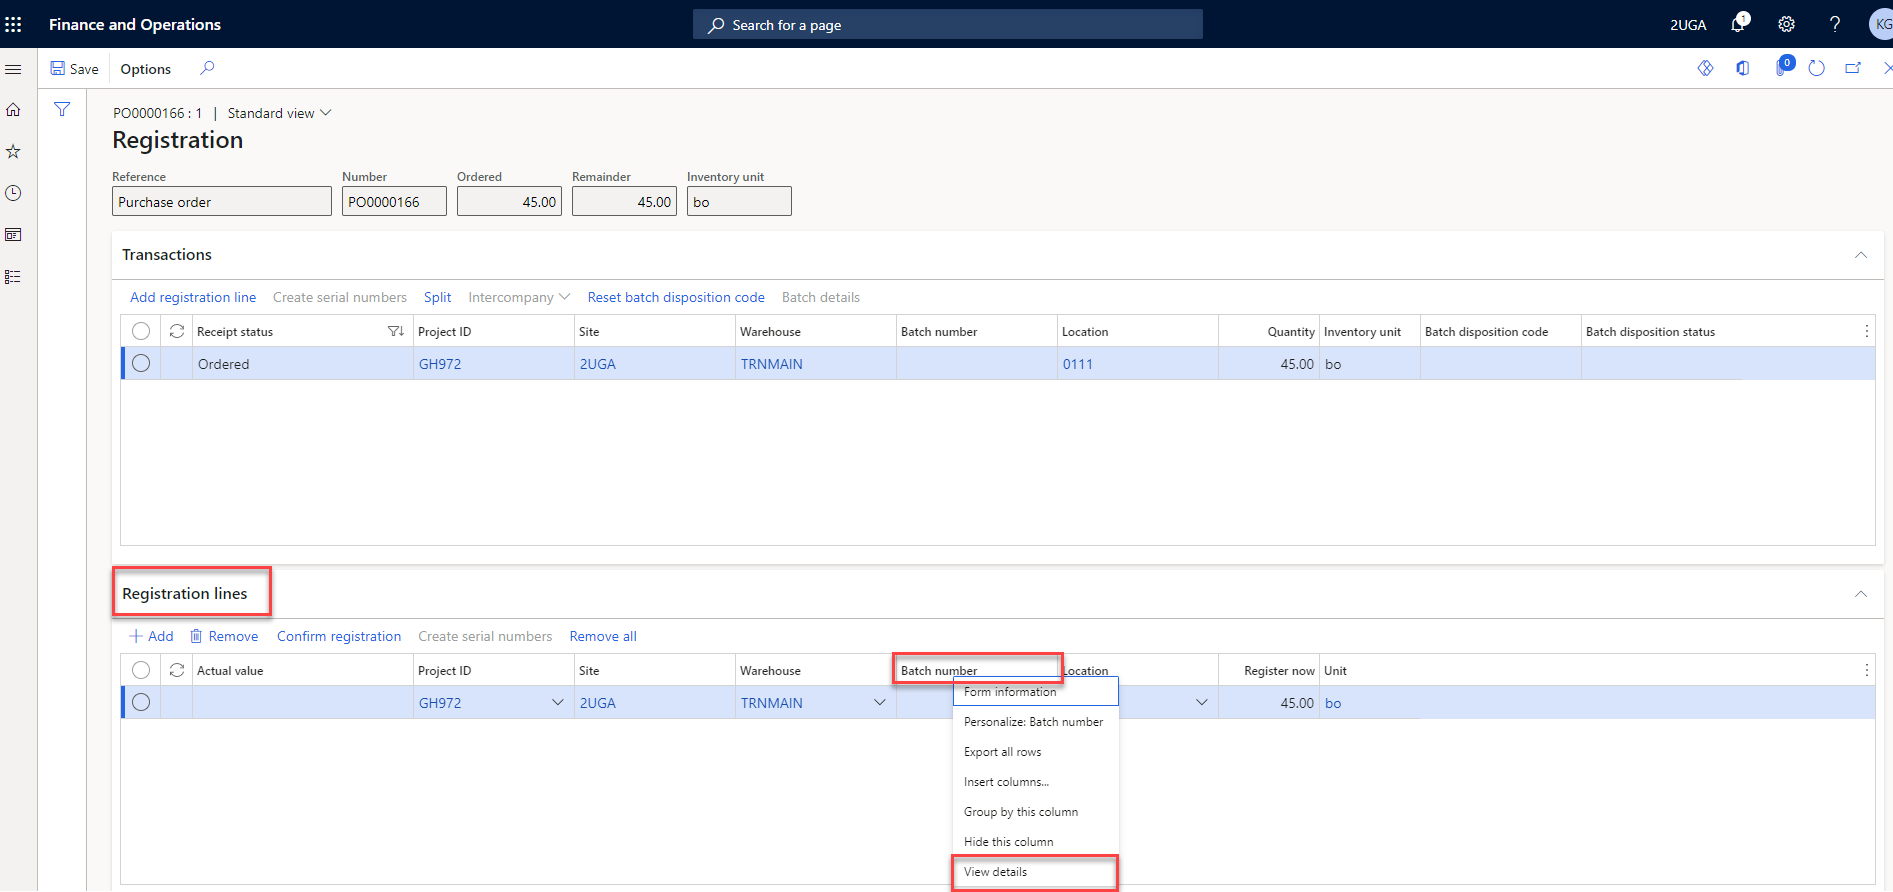 Finance and Operations
Search for a page
2UGA
1
?
KG
Save
Options
0
PO0000166 : 1 | Standard view
Registration
Reference Number Ordered Remainder Inventory unit
Purchase order PO0000166 45.00 45.00 bo
Transactions
Add registration line Create serial numbers Split Intercompany Reset batch disposition code Batch details
Receipt status Project ID Site Warehouse Batch number Location Quantity Inventory unit Batch disposition code Batch disposition status
Ordered GH972 2UGA TRNMAIN 0111 45.00 bo
Registration lines
Add Remove Confirm registration Create serial numbers Remove all
Actual value Project ID Site Warehouse Batch number Location Register now Unit
GH972 2UGA TRNMAIN 45.00 bo
Form information
Personalize: Batch number
Export all rows
Insert columns...
Group by this column
Hide this column
View details